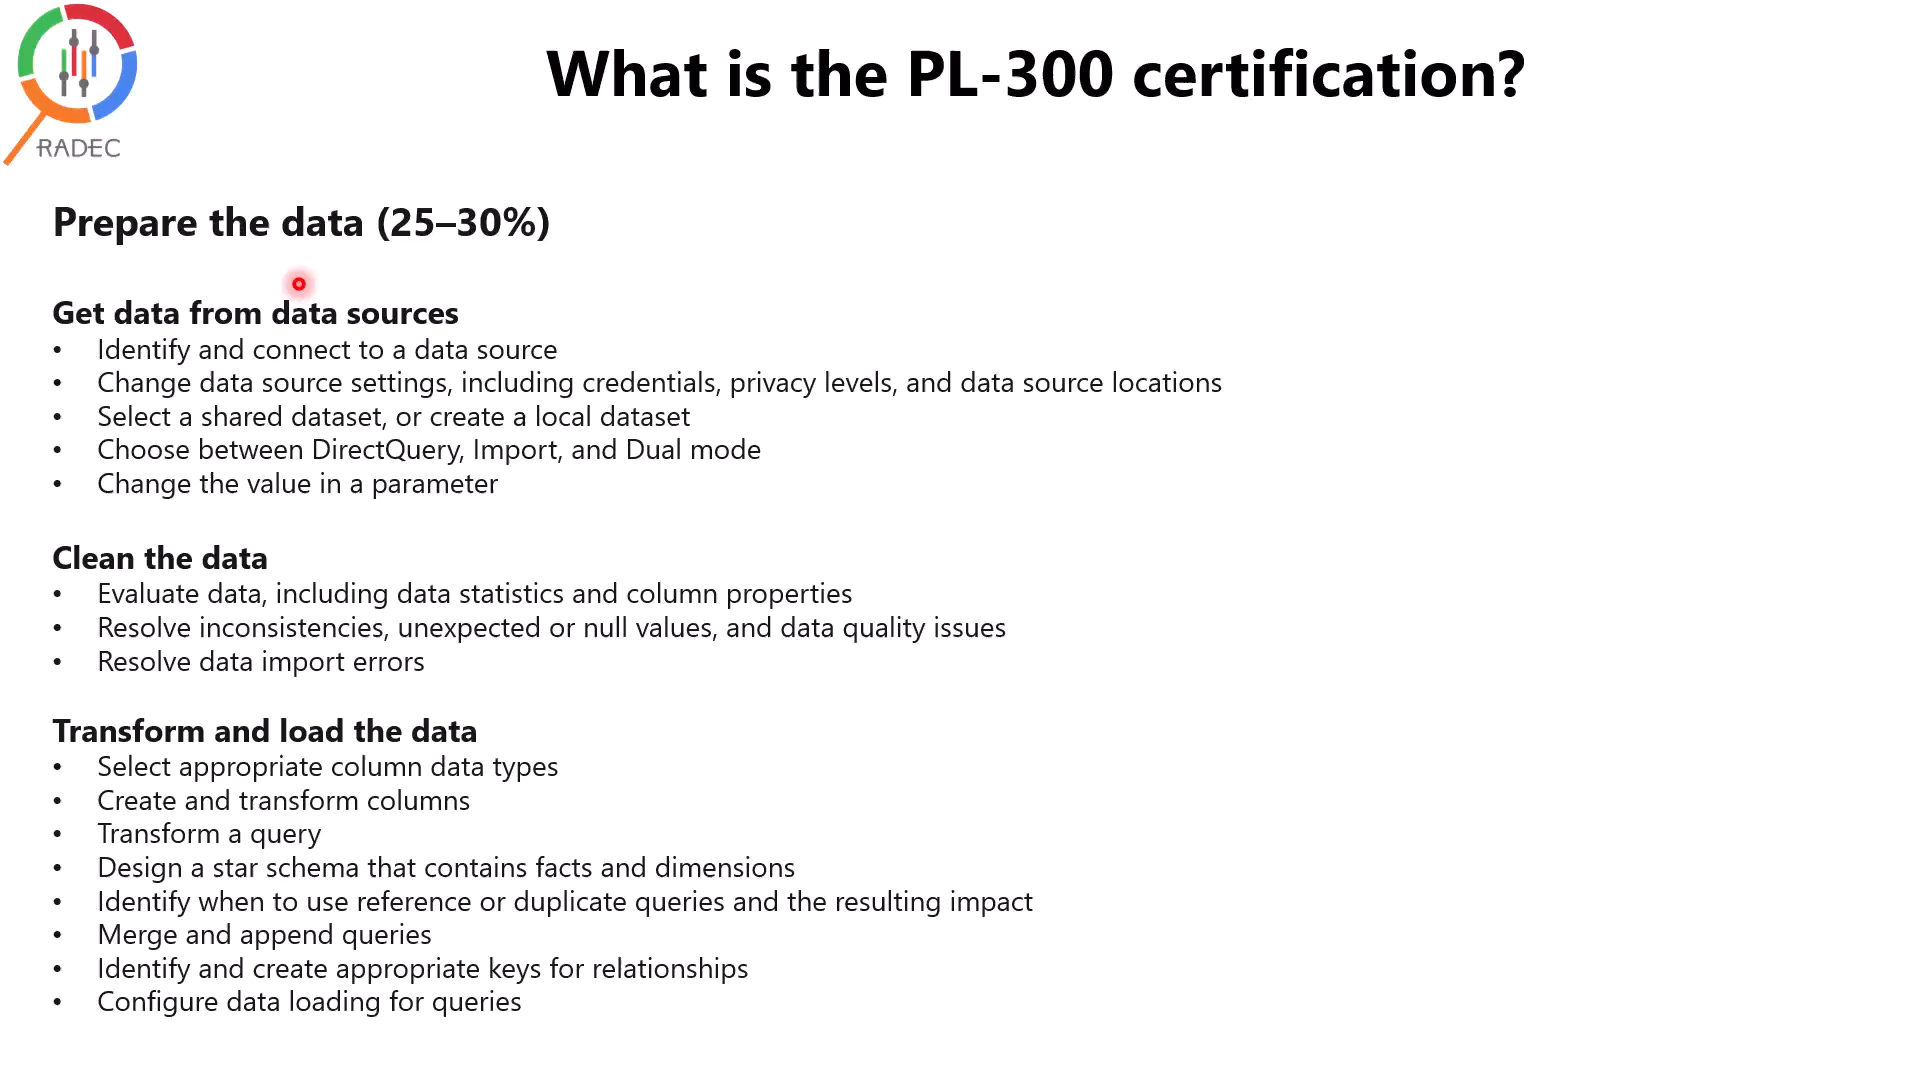 RADEC
What is the PL-300 certification?
Prepare the data (25–30%)
Get data from data sources
• Identify and connect to a data source
• Change data source settings, including credentials, privacy levels, and data source locations
• Select a shared dataset, or create a local dataset
• Choose between DirectQuery, Import, and Dual mode
• Change the value in a parameter
Clean the data
• Evaluate data, including data statistics and column properties
• Resolve inconsistencies, unexpected or null values, and data quality issues
• Resolve data import errors
Transform and load the data
• Select appropriate column data types
• Create and transform columns
• Transform a query
• Design a star schema that contains facts and dimensions
• Identify when to use reference or duplicate queries and the resulting impact
• Merge and append queries
• Identify and create appropriate keys for relationships
• Configure data loading for queries